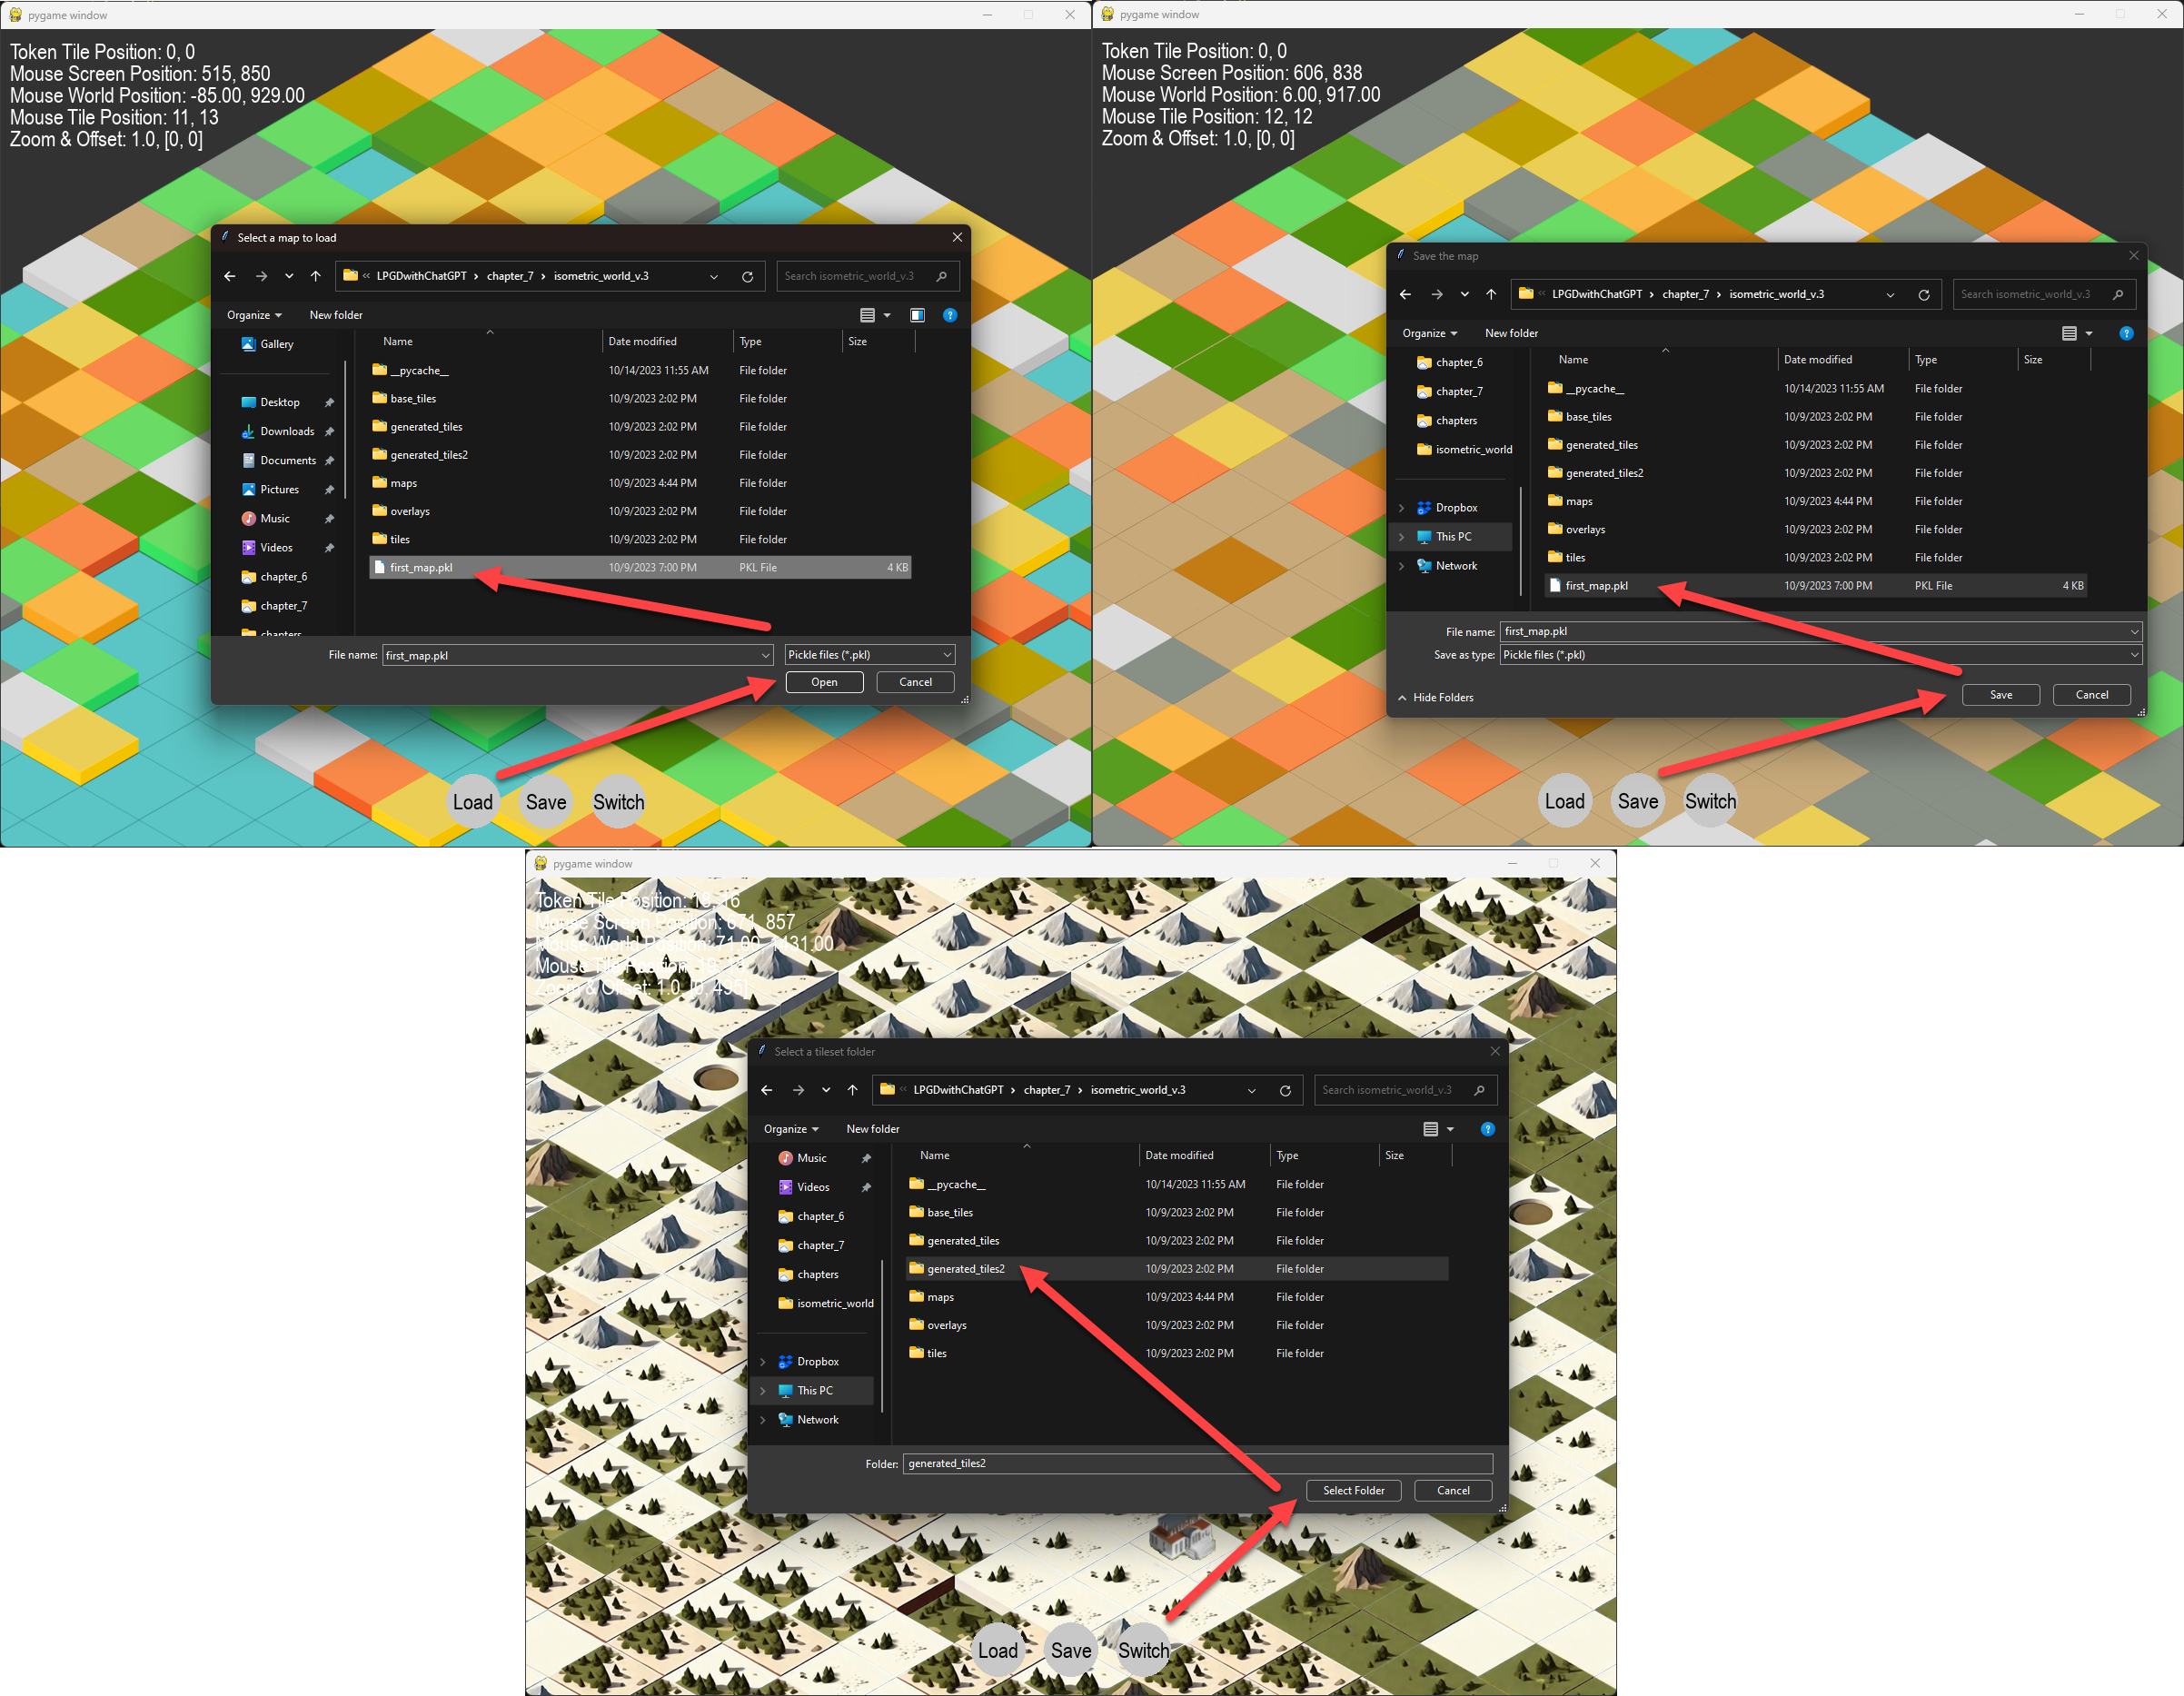 pygame window
Token Tile Position: 0, 0
Mouse Screen Position: 515, 850
Mouse World Position: -85.00, 929.00
Mouse Tile Position: 11, 13
Zoom & Offset: 1.0, [0, 0]
Select a map to load
« LPGDwithChatGPT > chapter_7 > isometric_world_v.3
Search isometric_world_v.3
Organize New folder
Name Date modified Type Size
Gallery
Desktop
Downloads
Documents
Pictures
Music
Videos
chapter_6
chapter_7
chapters
__pycache__ 10/14/2023 11:55 AM File folder
base_tiles 10/9/2023 2:02 PM File folder
generated_tiles 10/9/2023 2:02 PM File folder
generated_tiles2 10/9/2023 2:02 PM File folder
maps 10/9/2023 4:44 PM File folder
overlays 10/9/2023 2:02 PM File folder
tiles 10/9/2023 2:02 PM File folder
first_map.pkl 10/9/2023 7:00 PM PKL File 4 KB
File name: first_map.pkl Pickle files (*.pkl)
Open Cancel
Load Save Switch
pygame window
Token Tile Position: 0, 0
Mouse Screen Position: 606, 838
Mouse World Position: 6.00, 917.00
Mouse Tile Position: 12, 12
Zoom & Offset: 1.0, [0, 0]
Save the map
« LPGDwithChatGPT > chapter_7 > isometric_world_v.3
Search isometric_world_v.3
Organize New folder
Name Date modified Type Size
chapter_6
chapter_7
chapters
isometric_world
Dropbox
This PC
Network
__pycache__ 10/14/2023 11:55 AM File folder
base_tiles 10/9/2023 2:02 PM File folder
generated_tiles 10/9/2023 2:02 PM File folder
generated_tiles2 10/9/2023 2:02 PM File folder
maps 10/9/2023 4:44 PM File folder
overlays 10/9/2023 2:02 PM File folder
tiles 10/9/2023 2:02 PM File folder
first_map.pkl 10/9/2023 7:00 PM PKL File 4 KB
File name: first_map.pkl
Save as type: Pickle files (*.pkl)
Hide Folders Save Cancel
Load Save Switch
pygame window
Token Tile Position: 16
Mouse Screen Position: 671, 857
Mouse World Position: 71.00, 1431.00
Mouse Tile Position:
Zoom & Offset: 1.0, [0, 495]
Select a tileset folder
« LPGDwithChatGPT > chapter_7 > isometric_world_v.3
Search isometric_world_v.3
Organize New folder
Name Date modified Type Size
Music
Videos
chapter_6
chapter_7
chapters
isometric_world
Dropbox
This PC
Network
__pycache__ 10/14/2023 11:55 AM File folder
base_tiles 10/9/2023 2:02 PM File folder
generated_tiles 10/9/2023 2:02 PM File folder
generated_tiles2 10/9/2023 2:02 PM File folder
maps 10/9/2023 4:44 PM File folder
overlays 10/9/2023 2:02 PM File folder
tiles 10/9/2023 2:02 PM File folder
Folder: generated_tiles2
Select Folder Cancel
Load Save Switch